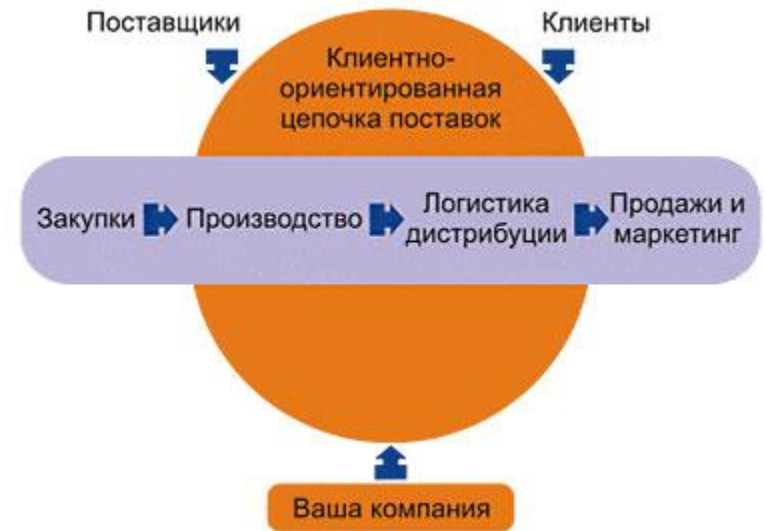 Поставщики
Клиенты
Клиентно-
ориентированная
цепочка поставок
Закупки
Производство
Логистика
дистрибуции
Продажи и
маркетинг
Ваша компания